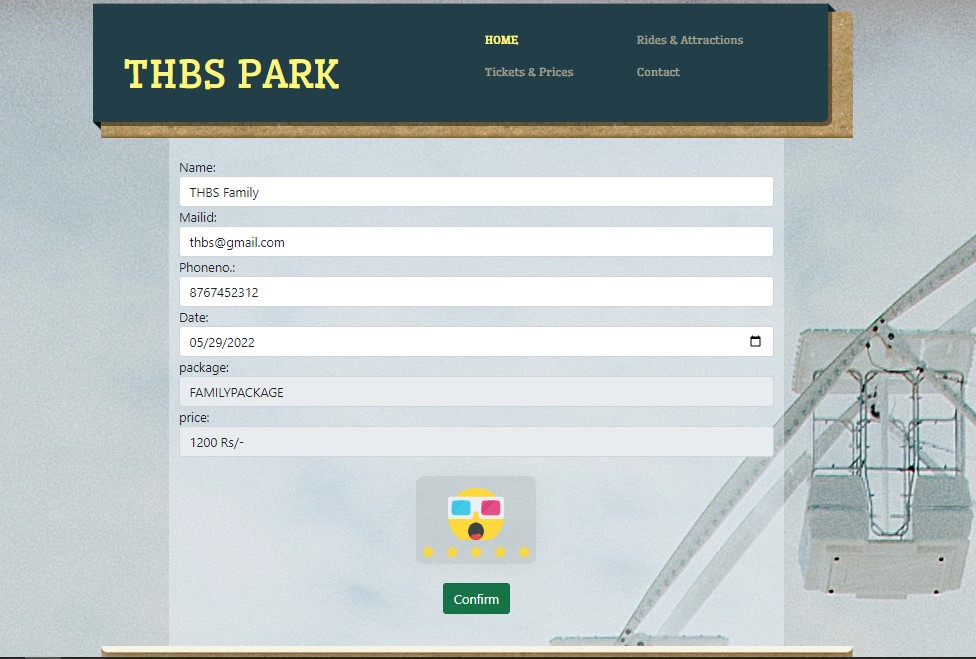 THBS PARK
HOME
Rides & Attractions
Tickets & Prices
Contact
Name:
THBS Family
Mailid:
thbs@gmail.com
Phoneno.:
8767452312
Date:
05/29/2022
package:
FAMILYPACKAGE
price:
1200 Rs/-
Confirm